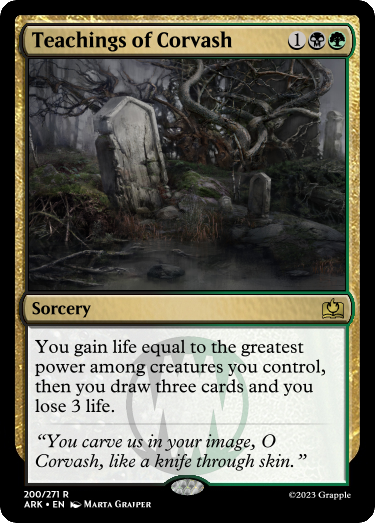 Teachings of Corvash 1
Sorcery
You gain life equal to the greatest
power among creatures you control,
then you draw three cards and you
lose 3 life.
“You carve us in your image, O
Corvash, like a knife through skin.”
200/271 R
ARK • EN Marta Graiper
©2023 Grapple